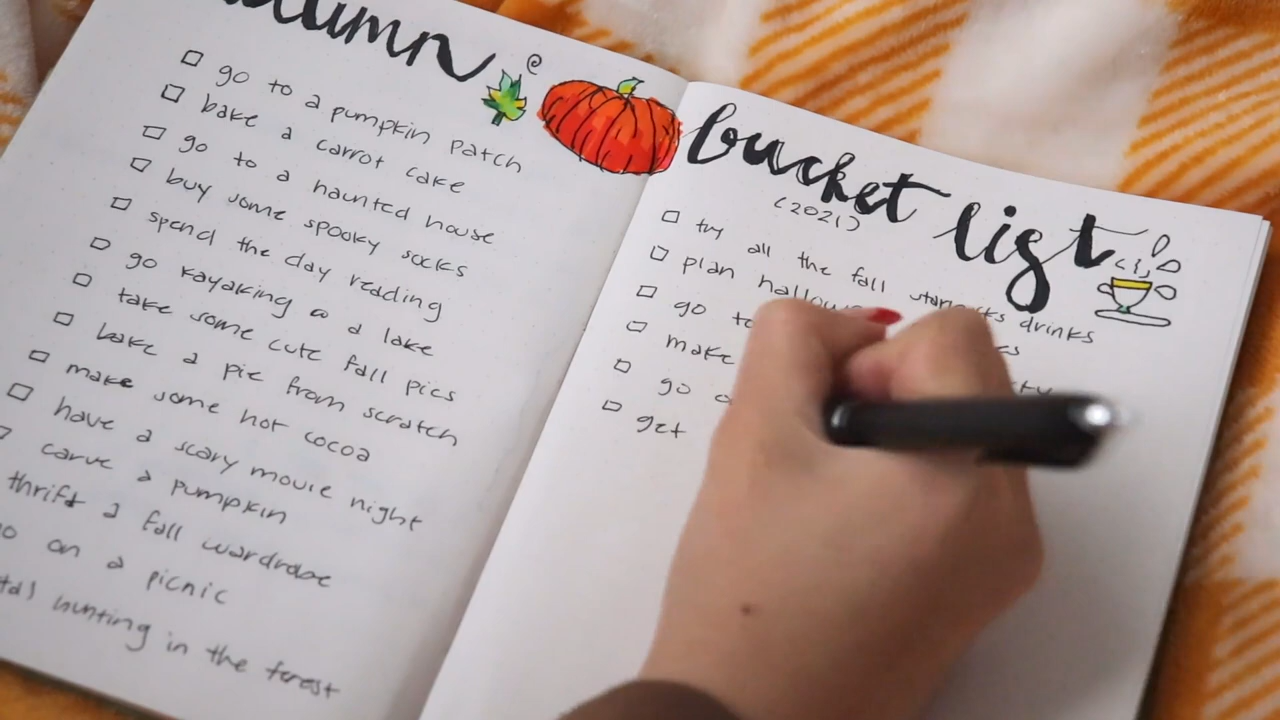 bucket list
(2021)
go to a pumpkin patch
bake a carrot cake
go to a haunted house
buy some spooky socks
spend the day reading
go kayaking @ a lake
take some cute fall pics
bake a pie from scratch
make some hot cocoa
have a scary movie night
carve a pumpkin
thrift a fall wardrobe
on a picnic
hunting in the forest
try all the fall drinks
plan
go
make
go
get